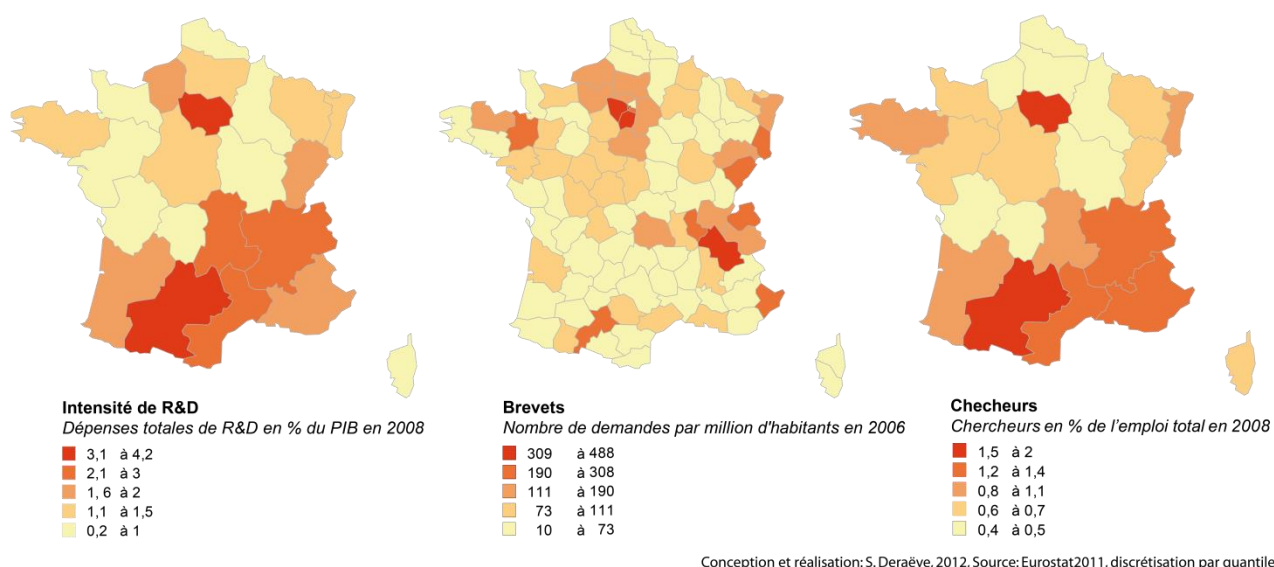 Intensité de R&D
Dépenses totales de R&D en % du PIB en 2008
3,1 à 4,2
2,1 à 3
1, 6 à 2
1,1 à 1,5
0,2 à 1
Brevets
Nombre de demandes par million d'habitants en 2006
309 à 488
190 à 308
111 à 190
73 à 111
10 à 73
Checheurs
Chercheurs en % de l'emploi total en 2008
1,5 à 2
1,2 à 1,4
0,8 à 1,1
0,6 à 0,7
0,4 à 0,5
Conception et réalisation: S. Deraëve, 2012, Source: Eurostat2011, discrétisation par quantile